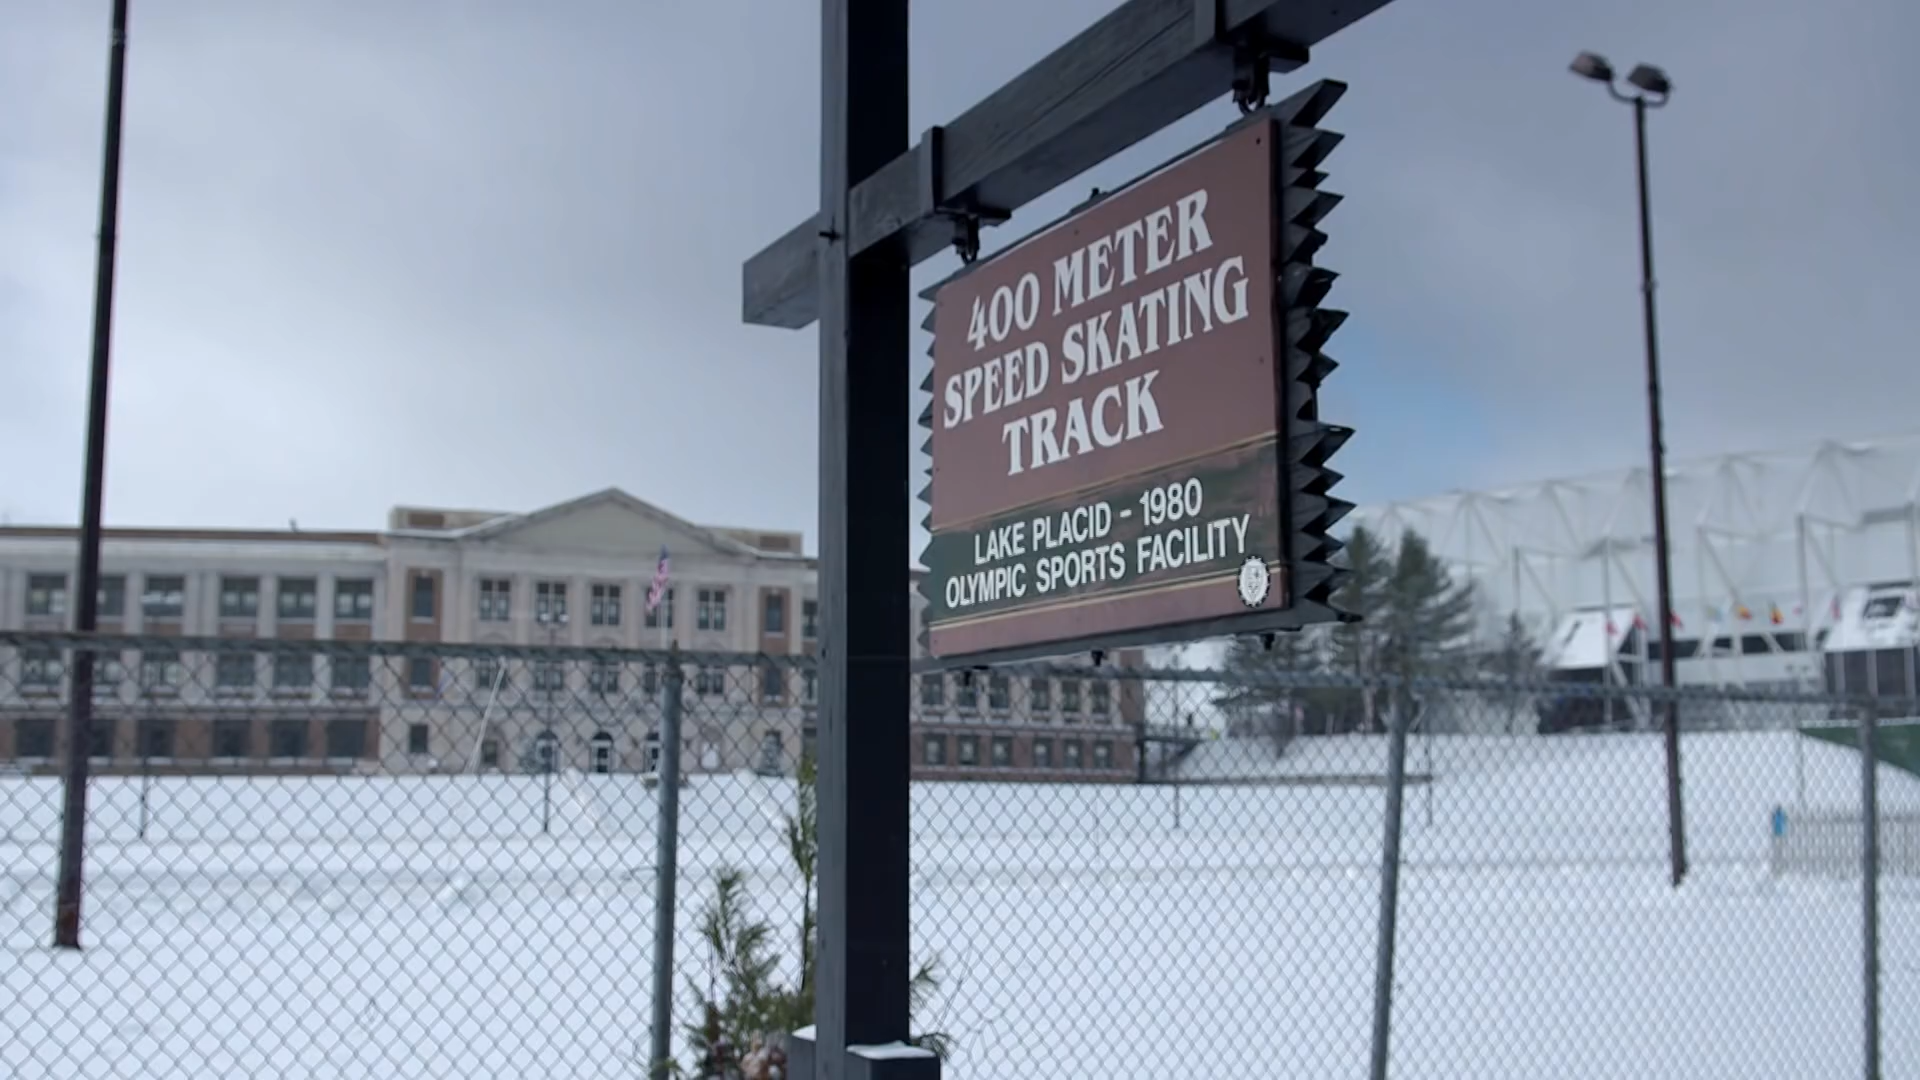 400 METER
SPEED SKATING
TRACK
LAKE PLACID - 1980
OLYMPIC SPORTS FACILITY